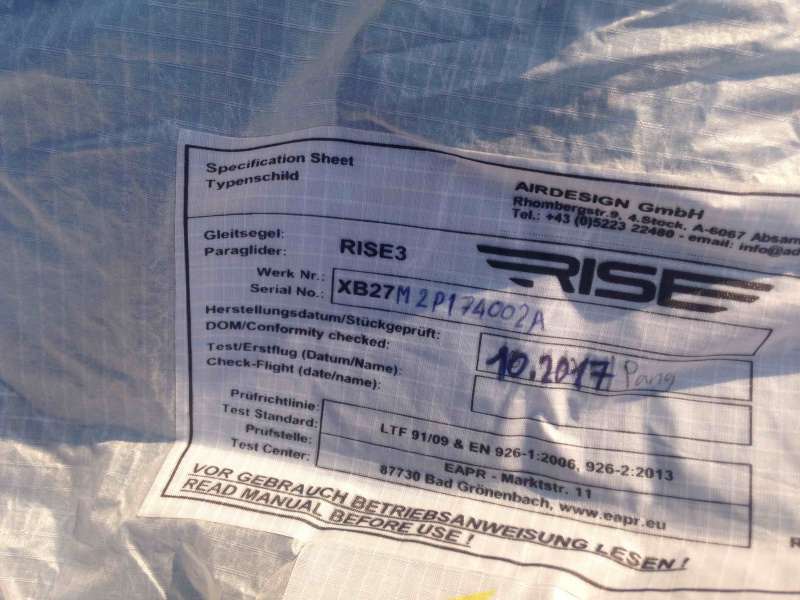 Specification Sheet
Typenschild
AIRDESIGN GmbH
Rhombergstr.9, 4.Stock, A-6067 Absam
Tel.: +43 (0)5223 22480 - email: info@ad
Gleitsegel:
Paraglider:
RISE3
RISE
Werk Nr.:
Serial No.:
XB27M2P174002A
Herstellungsdatum/Stückgeprüft:
DOM/Conformity checked:
10.2017 Pang
Test/Erstflug (Datum/Name):
Check-Flight (date/name):
Prüfrichtlinie:
Test Standard:
LTF 91/09 & EN 926-1:2006, 926-2:2013
Prüfstelle:
Test Center:
EAPR - Marktstr. 11
87730 Bad Grönenbach, www.eapr.eu
VOR GEBRAUCH BETRIEBSANWEISUNG LESEN!
READ MANUAL BEFORE USE!